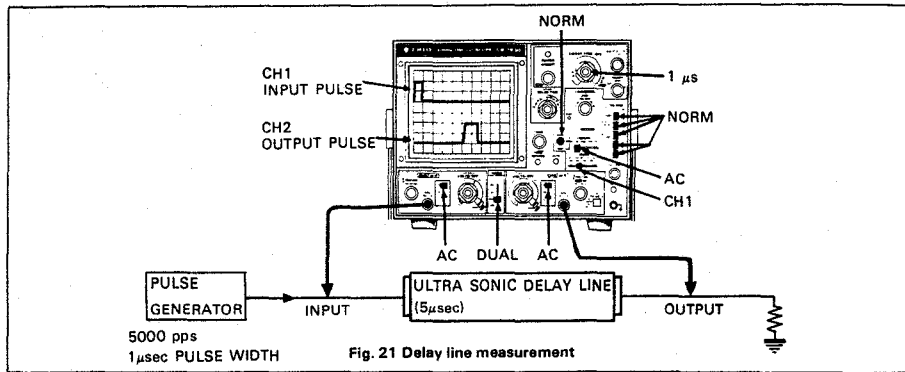 NORM
CH1
INPUT PULSE
1 μs
NORM
CH2
OUTPUT PULSE
AC
CH1
AC
DUAL
AC
PULSE
GENERATOR
INPUT
ULTRA SONIC DELAY LINE
(5μsec)
OUTPUT
5000 pps
1μsec PULSE WIDTH
Fig. 21 Delay line measurement